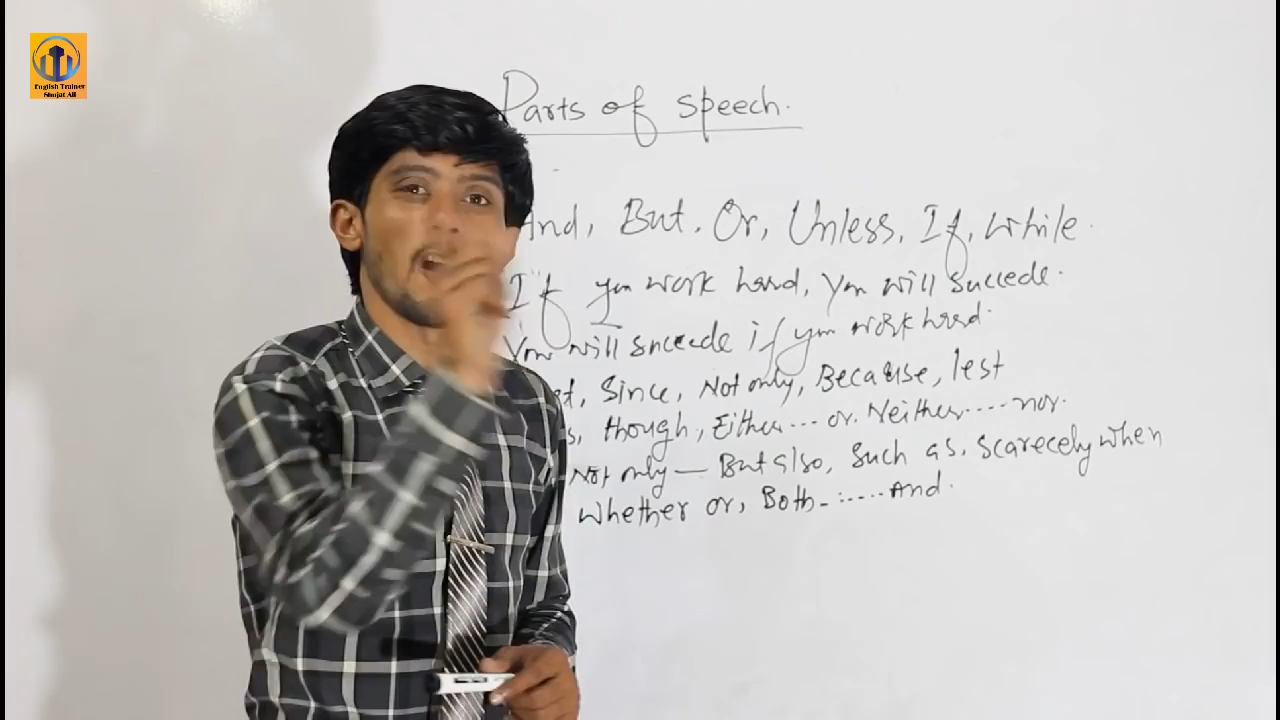 English Trainer
Shujat Ali
Parts of speech.
And, But, Or, Unless, If, while.
If you work hard, You will succede.
You will succede if you work hard.
Since, Not only, Because, lest
though, Either... or. Neither.....nor.
Not only — But also, Such as, Scarecely when
whether or, Both-:.....And.